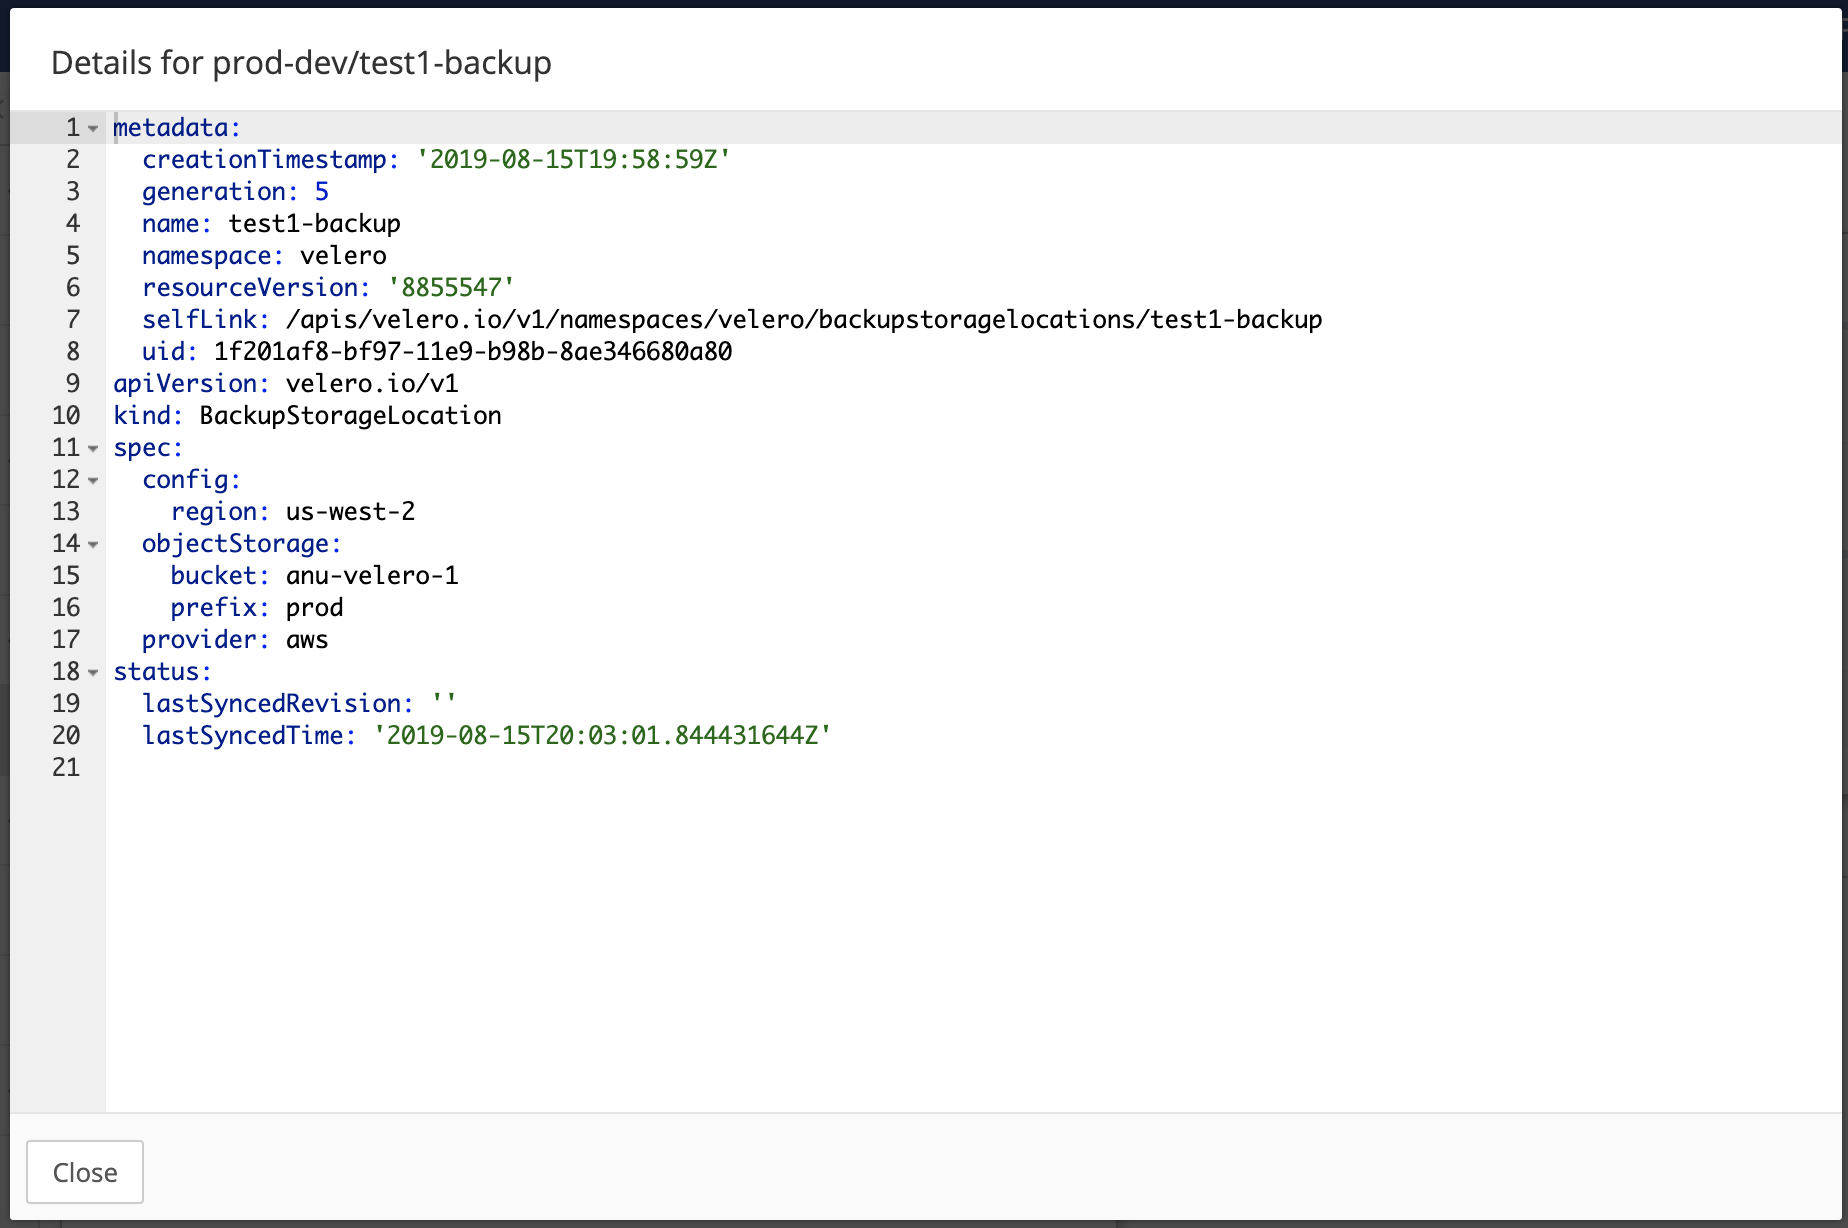 Details for prod-dev/test1-backup
1 metadata:
2   creationTimestamp: '2019-08-15T19:58:59Z'
3   generation: 5
4   name: test1-backup
5   namespace: velero
6   resourceVersion: '8855547'
7   selfLink: /apis/velero.io/v1/namespaces/velero/backupstoragelocations/test1-backup
8   uid: 1f201af8-bf97-11e9-b98b-8ae346680a80
9 apiVersion: velero.io/v1
10 kind: BackupStorageLocation
11 spec:
12   config:
13     region: us-west-2
14   objectStorage:
15     bucket: anu-velero-1
16     prefix: prod
17   provider: aws
18 status:
19   lastSyncedRevision: ''
20   lastSyncedTime: '2019-08-15T20:03:01.844431644Z'
21
Close